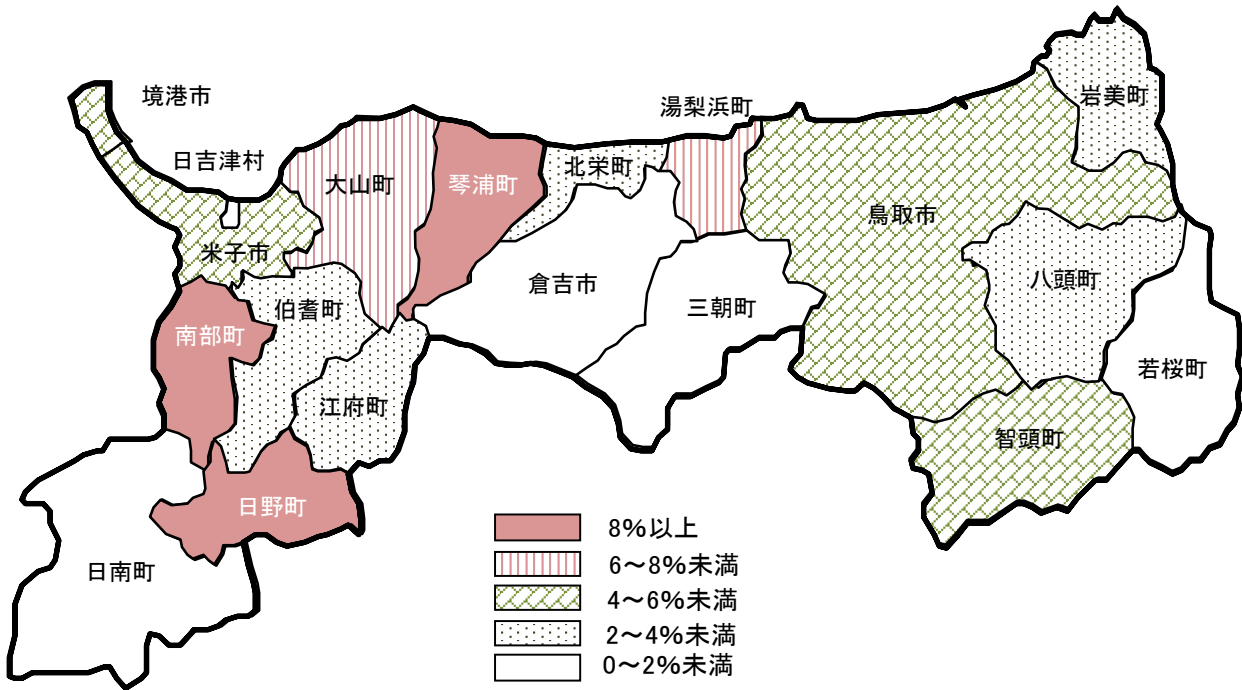 境港市
日吉津村
湯梨浜町
岩美町
大山町
琴浦町
北栄町
鳥取市
米子市
伯耆町
倉吉市
三朝町
八頭町
南部町
若桜町
江府町
智頭町
日野町
日南町
8%以上
6～8%未満
4～6%未満
2～4%未満
0～2%未満